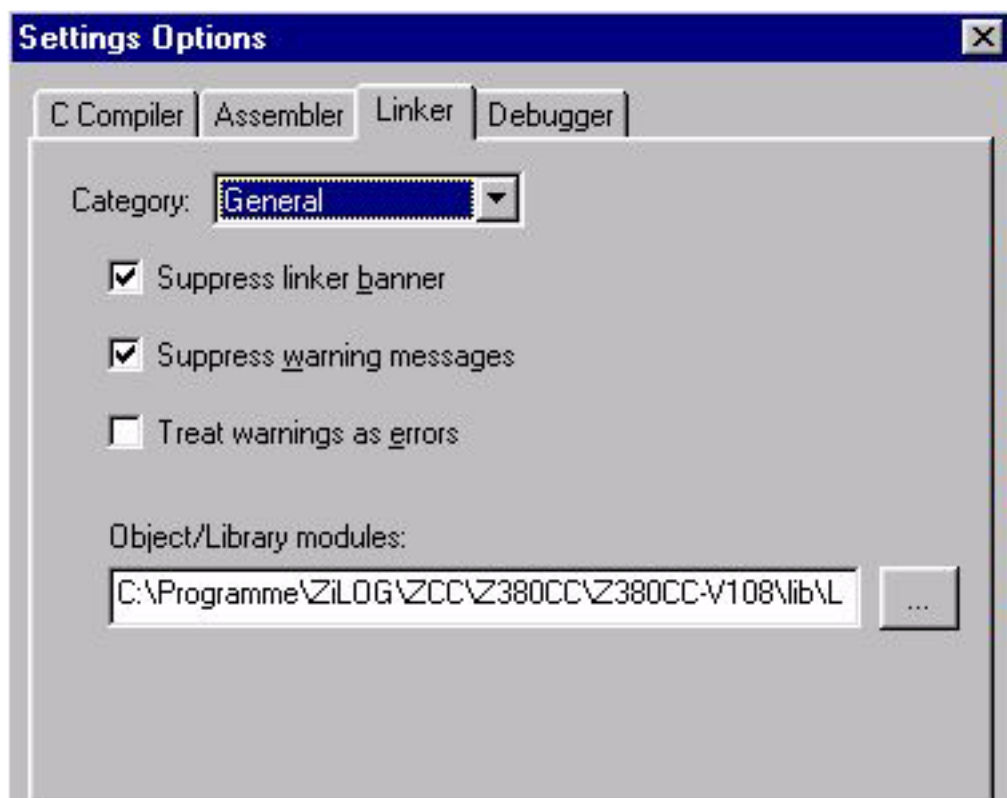 Settings Options
C Compiler Assembler Linker Debugger
Category: General
Suppress linker banner
Suppress warning messages
Treat warnings as errors
Object/Library modules:
C:\Programme\ZiLOG\ZCC\Z380CC\Z380CC-V108\lib\L ...